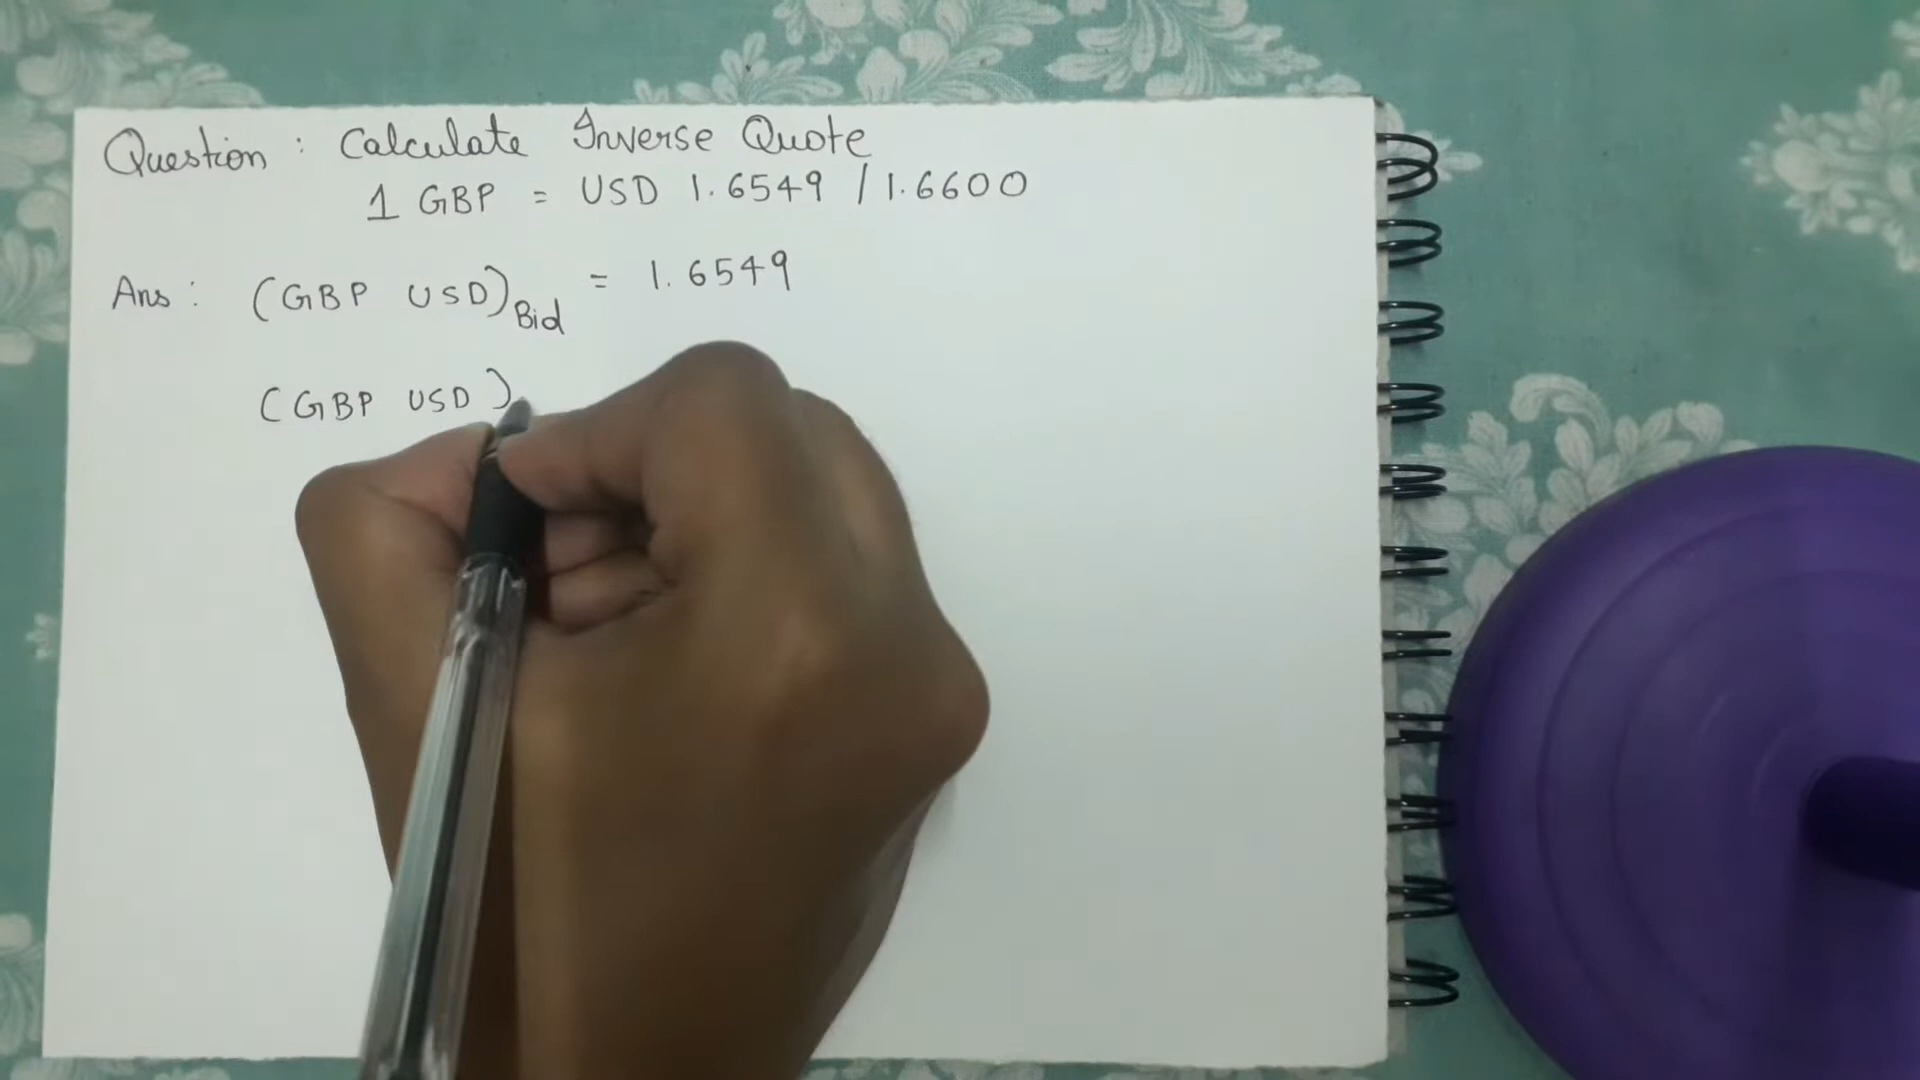 Question : Calculate Inverse Quote
1 GBP = USD 1.6549 / 1.6600
Ans : (GBP USD)Bid = 1.6549
(GBP USD)